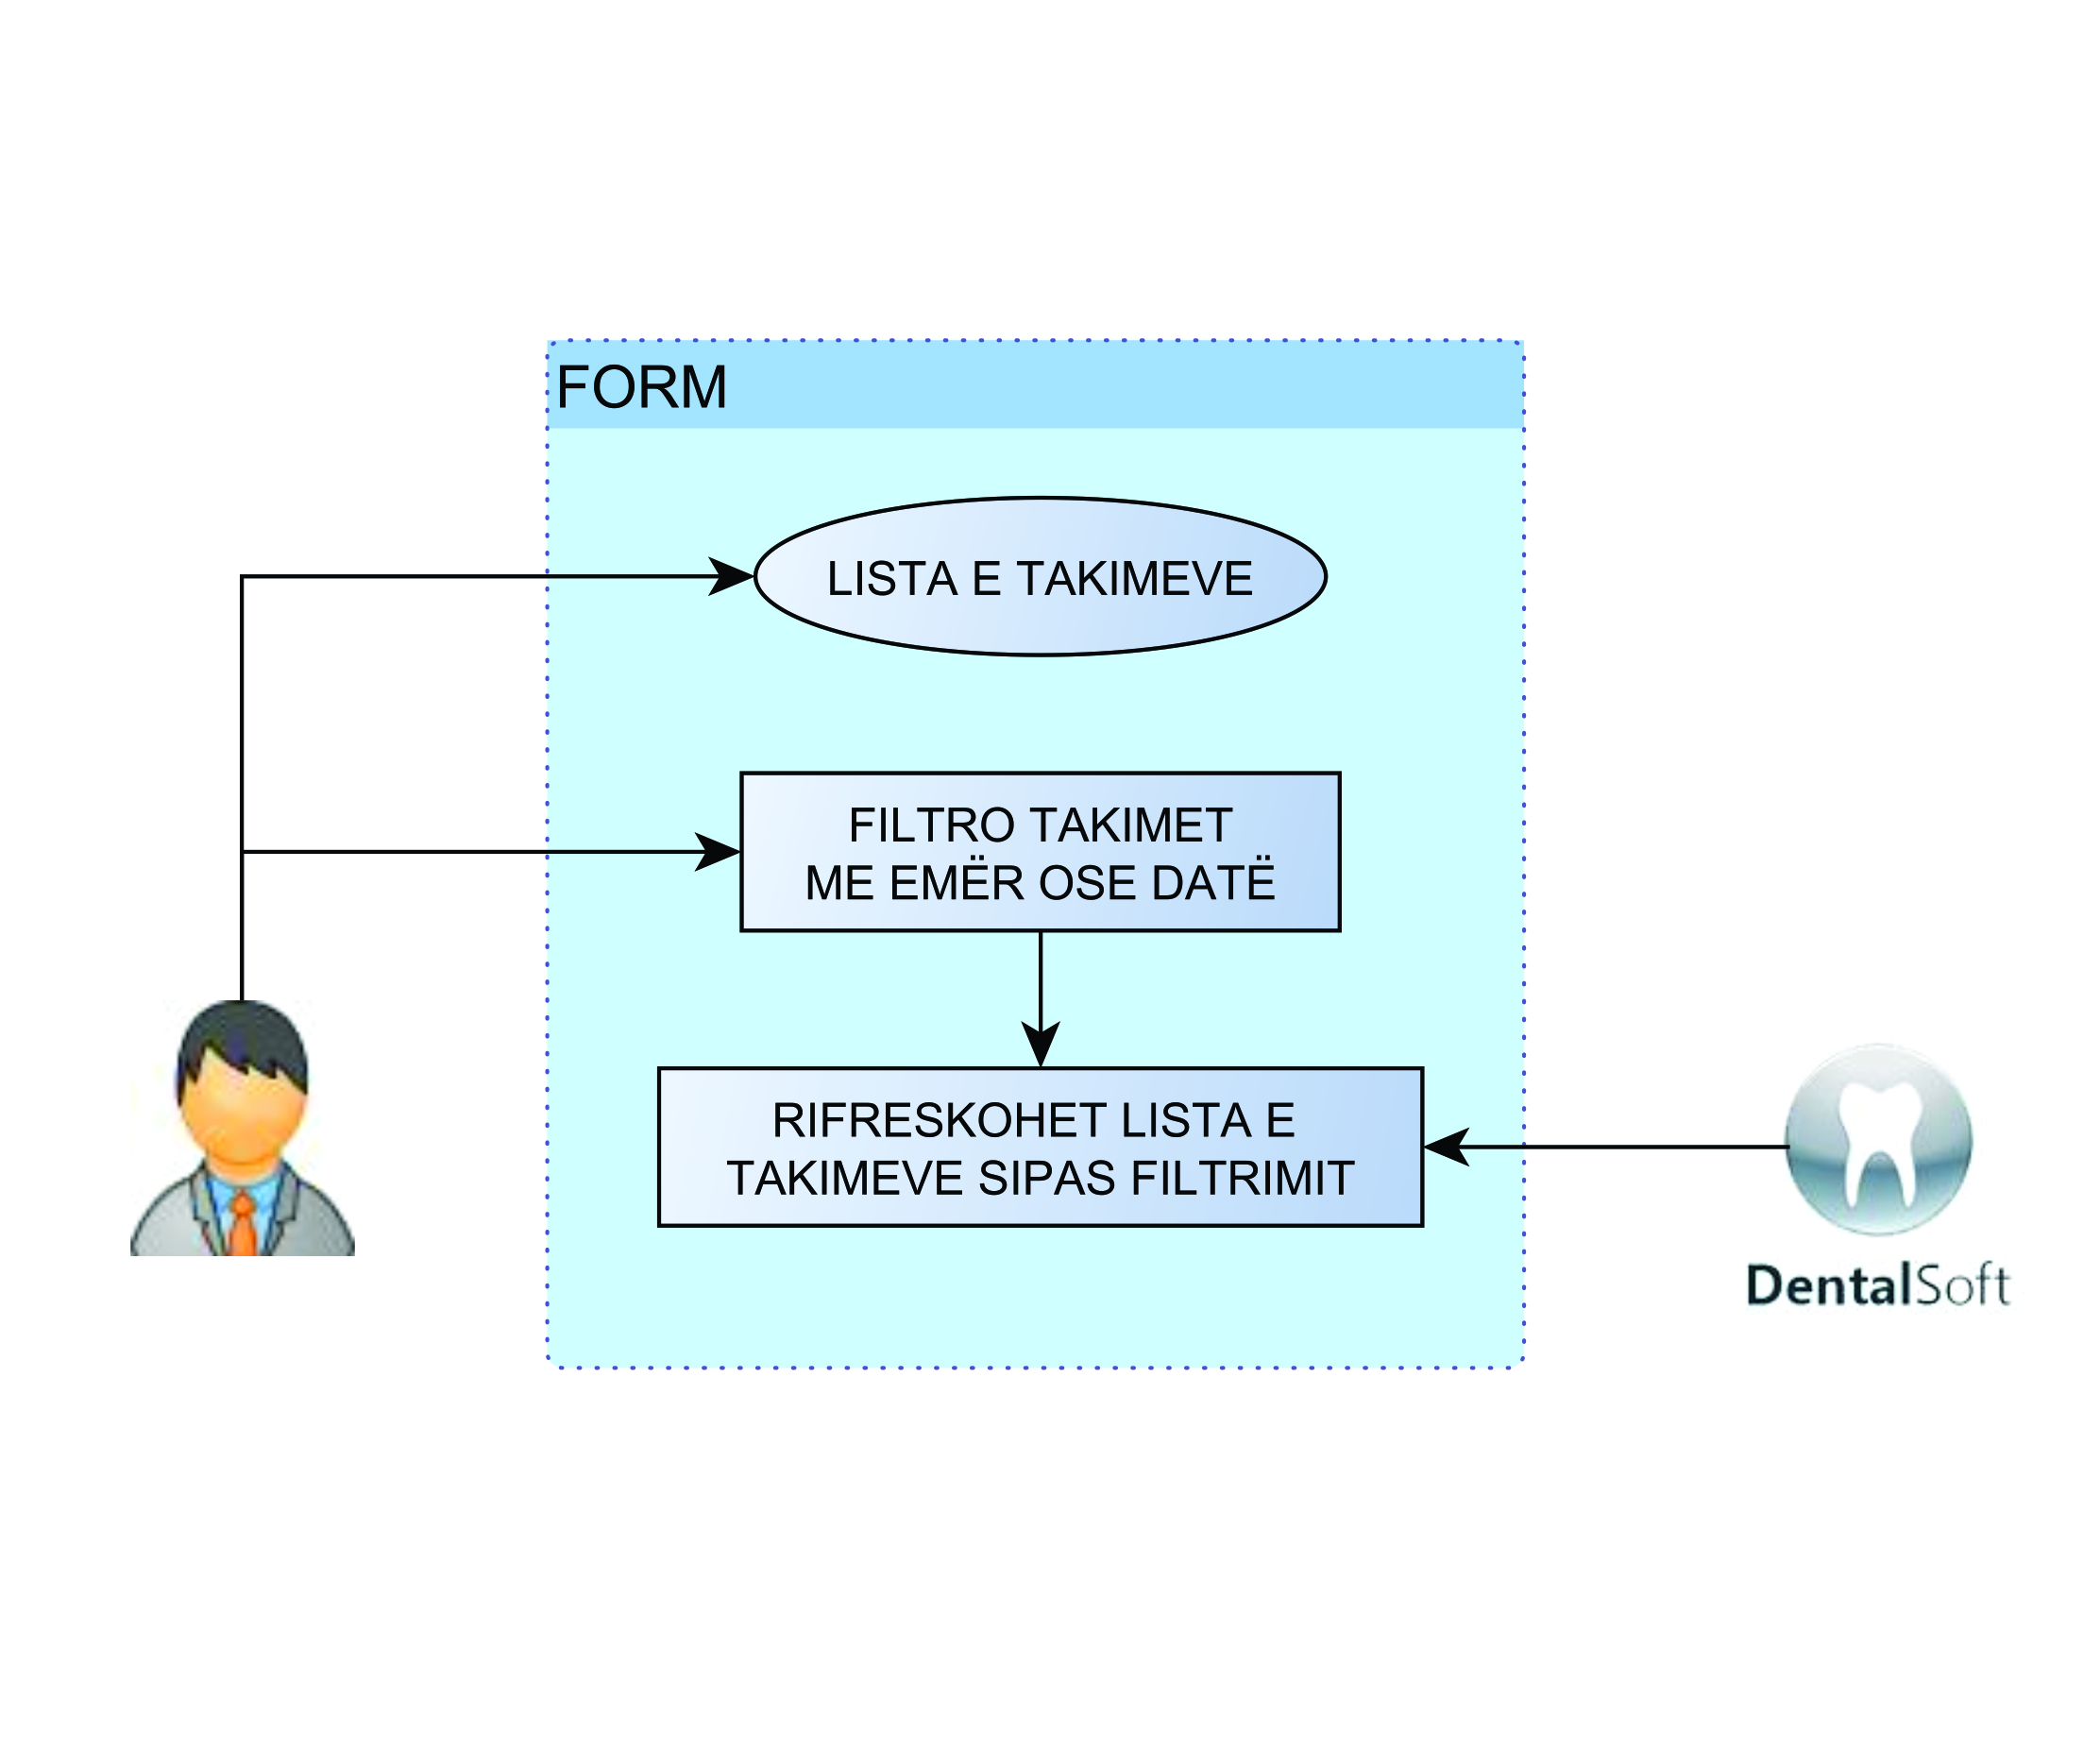 FORM
LISTA E TAKIMEVE
FILTRO TAKIMET
ME EMËR OSE DATË
RIFRESKOHET LISTA E
TAKIMEVE SIPAS FILTRIMIT
DentalSoft